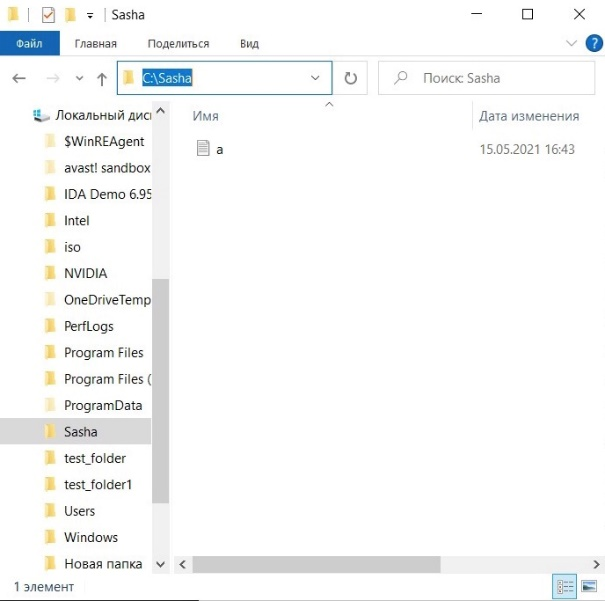 Sasha
Файл Главная Поделиться Вид
?
C:\Sasha Поиск: Sasha
Имя Дата изменения
a 15.05.2021 16:43
Локальный дис
$WinREAgent
avast! sandbox
IDA Demo 6.95
Intel
iso
NVIDIA
OneDriveTemp
PerfLogs
Program Files
Program Files (
ProgramData
Sasha
test_folder
test_folder1
Users
Windows
Новая папка
1 элемент